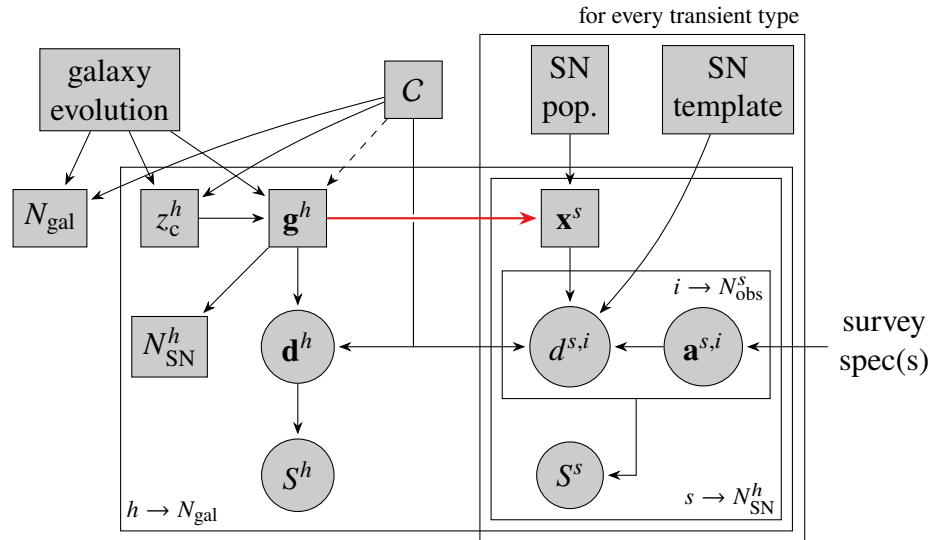 for every transient type
galaxy
evolution
C
SN
pop.
SN
template
N_gal
z_c^h
g^h
x^s
i → N_obs^s
N_SN^h
d^h
d^{s,i}
a^{s,i}
survey
spec(s)
S^h
S^s
h → N_gal
s → N_SN^h